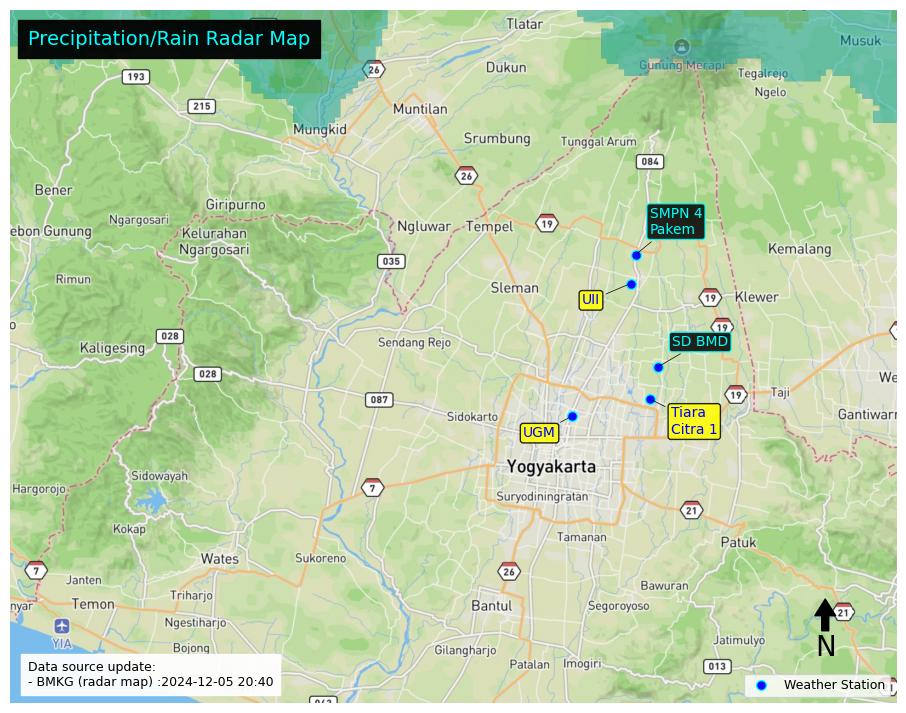 Precipitation/Rain Radar Map
Tlatar
Musuk
26
193
Dukun
Gunung Merapi
Tegalrejo
Ngelo
215
Muntilan
Mungkid
Srumbung
Tunggal Arum
084
26
Bener
Giripurno
SMPN 4
Pakem
Ngargosari
ebon Gunung
Kelurahan
Ngargosari
Ngluwar
Tempel
19
Kemalang
035
Rimun
Sleman
UII
19
Klewer
19
028
Kaligesing
Sendang Rejo
SD BMD
028
We
Taji
19
087
Sidokarto
Tiara
Citra 1
Gantiwarn
UGM
Yogyakarta
Sidowayah
Hargorojo
7
Suryodiningratan
21
Kokap
Tamanan
Patuk
Wates
Sukoreno
7
Janten
26
Bawuran
nyar
Temon
Triharjo
Bantul
Segoroyoso
21
Ngestiharjo
YIA
Bojong
Gilangharjo
Jatimulyo
N
Patalan
Imogiri
013
Data source update:
- BMKG (radar map) :2024-12-05 20:40
Weather Station